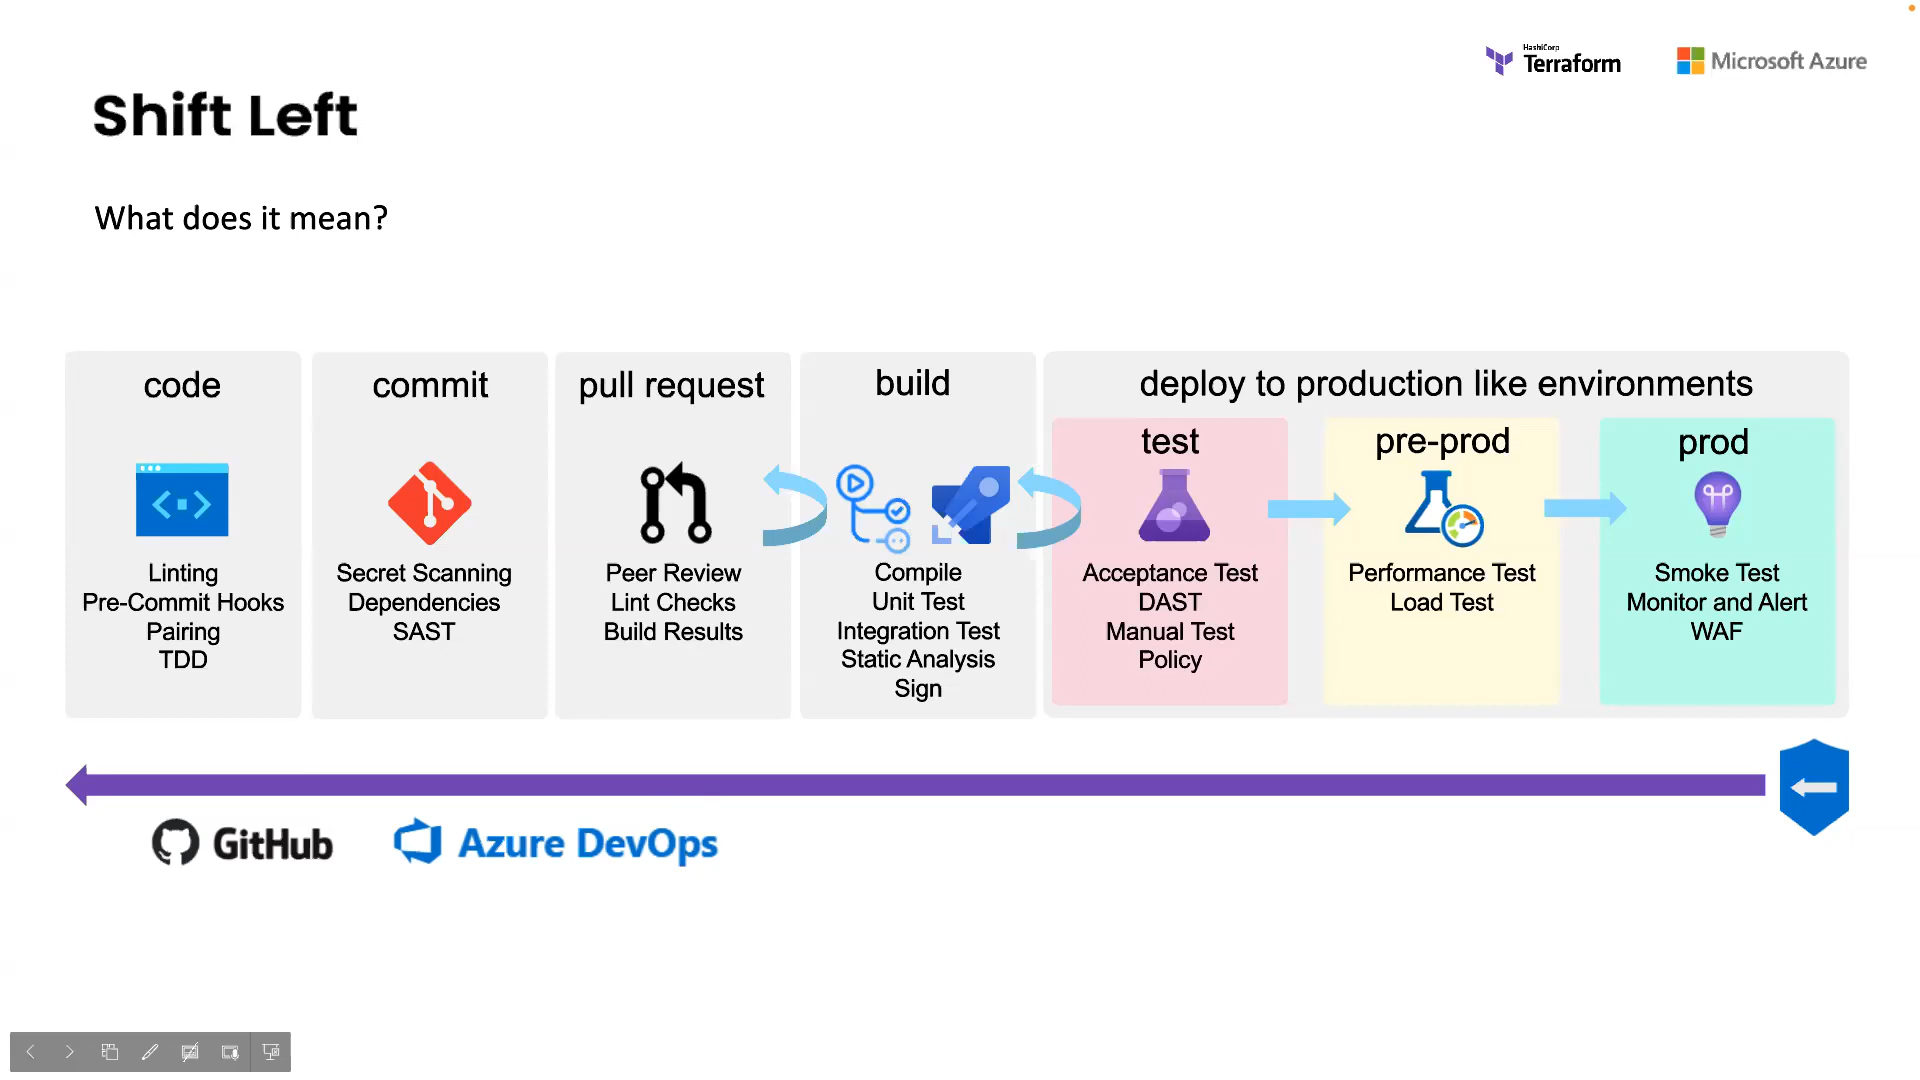 HashiCorp
Terraform
Microsoft Azure
Shift Left
What does it mean?
code
Linting
Pre-Commit Hooks
Pairing
TDD
commit
Secret Scanning
Dependencies
SAST
pull request
Peer Review
Lint Checks
Build Results
build
Compile
Unit Test
Integration Test
Static Analysis
Sign
deploy to production like environments
test
Acceptance Test
DAST
Manual Test
Policy
pre-prod
Performance Test
Load Test
prod
Smoke Test
Monitor and Alert
WAF
GitHub
Azure DevOps